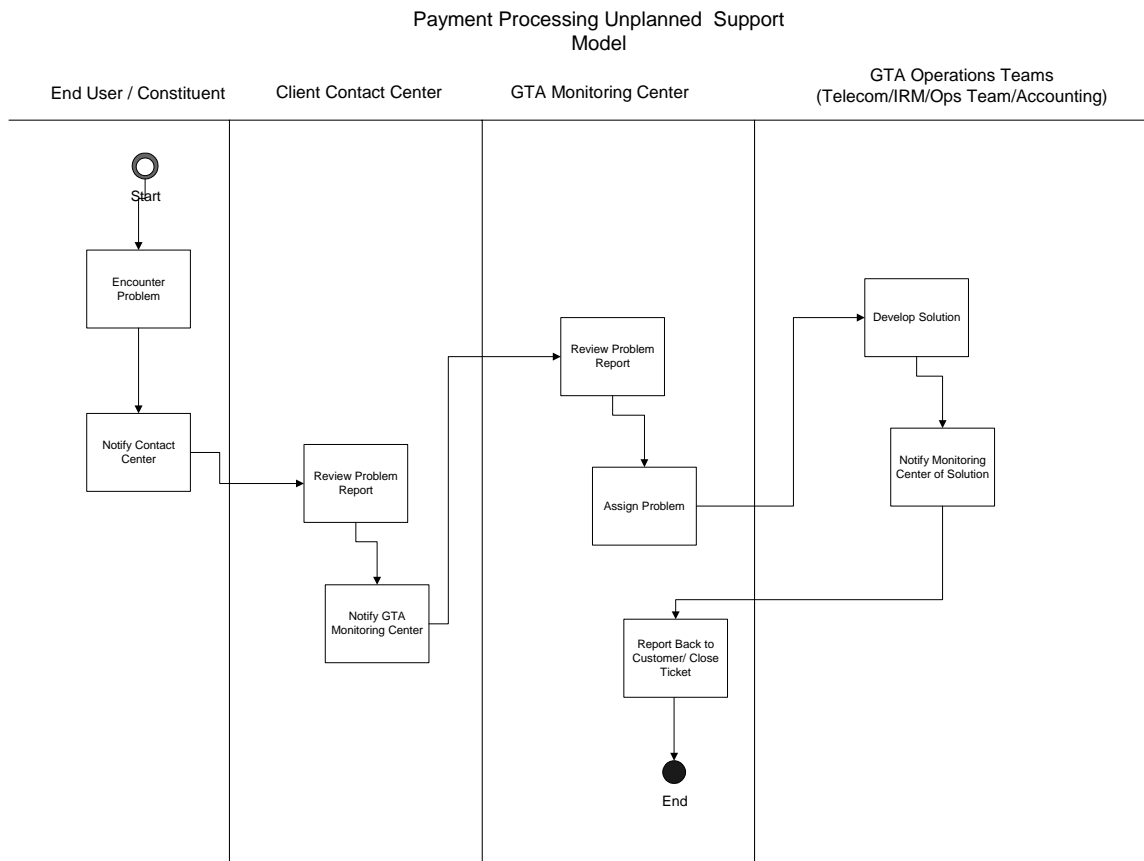 Payment Processing Unplanned  Support
Model
End User / Constituent
Client Contact Center
GTA Monitoring Center
GTA Operations Teams
(Telecom/IRM/Ops Team/Accounting)
Start
Encounter
Problem
Notify Contact
Center
Review Problem
Report
Notify GTA
Monitoring Center
Review Problem
Report
Assign Problem
Develop Solution
Notify Monitoring
Center of Solution
Report Back to
Customer/ Close
Ticket
End